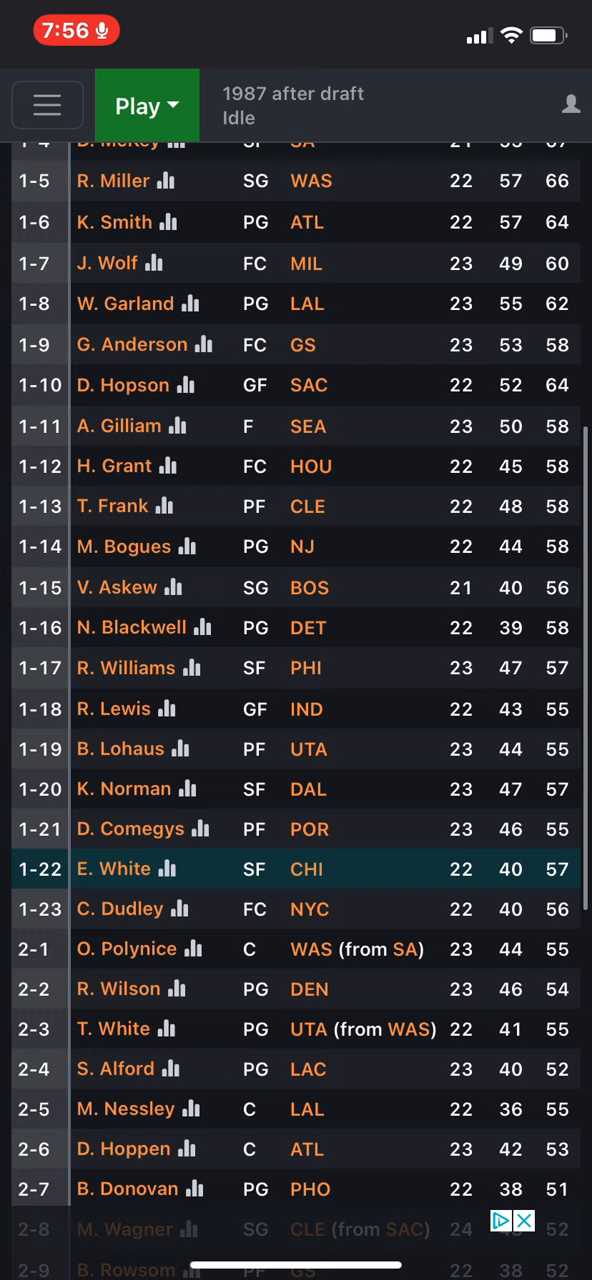 7:56
Play
1987 after draft
Idle
1-5 R. Miller SG WAS 22 57 66
1-6 K. Smith PG ATL 22 57 64
1-7 J. Wolf FC MIL 23 49 60
1-8 W. Garland PG LAL 23 55 62
1-9 G. Anderson FC GS 23 53 58
1-10 D. Hopson GF SAC 22 52 64
1-11 A. Gilliam F SEA 23 50 58
1-12 H. Grant FC HOU 22 45 58
1-13 T. Frank PF CLE 22 48 58
1-14 M. Bogues PG NJ 22 44 58
1-15 V. Askew SG BOS 21 40 56
1-16 N. Blackwell PG DET 22 39 58
1-17 R. Williams SF PHI 23 47 57
1-18 R. Lewis GF IND 22 43 55
1-19 B. Lohaus PF UTA 23 44 55
1-20 K. Norman SF DAL 23 47 57
1-21 D. Comegys PF POR 23 46 55
1-22 E. White SF CHI 22 40 57
1-23 C. Dudley FC NYC 22 40 56
2-1 O. Polynice C WAS (from SA) 23 44 55
2-2 R. Wilson PG DEN 23 46 54
2-3 T. White PG UTA (from WAS) 22 41 55
2-4 S. Alford PG LAC 23 40 52
2-5 M. Nessley C LAL 22 36 55
2-6 D. Hoppen C ATL 23 42 53
2-7 B. Donovan PG PHO 22 38 51
2-8 M. Wagner SG CLE (from SAC) 24 52
2-9 B. Rowsom PF GS 22 38 52